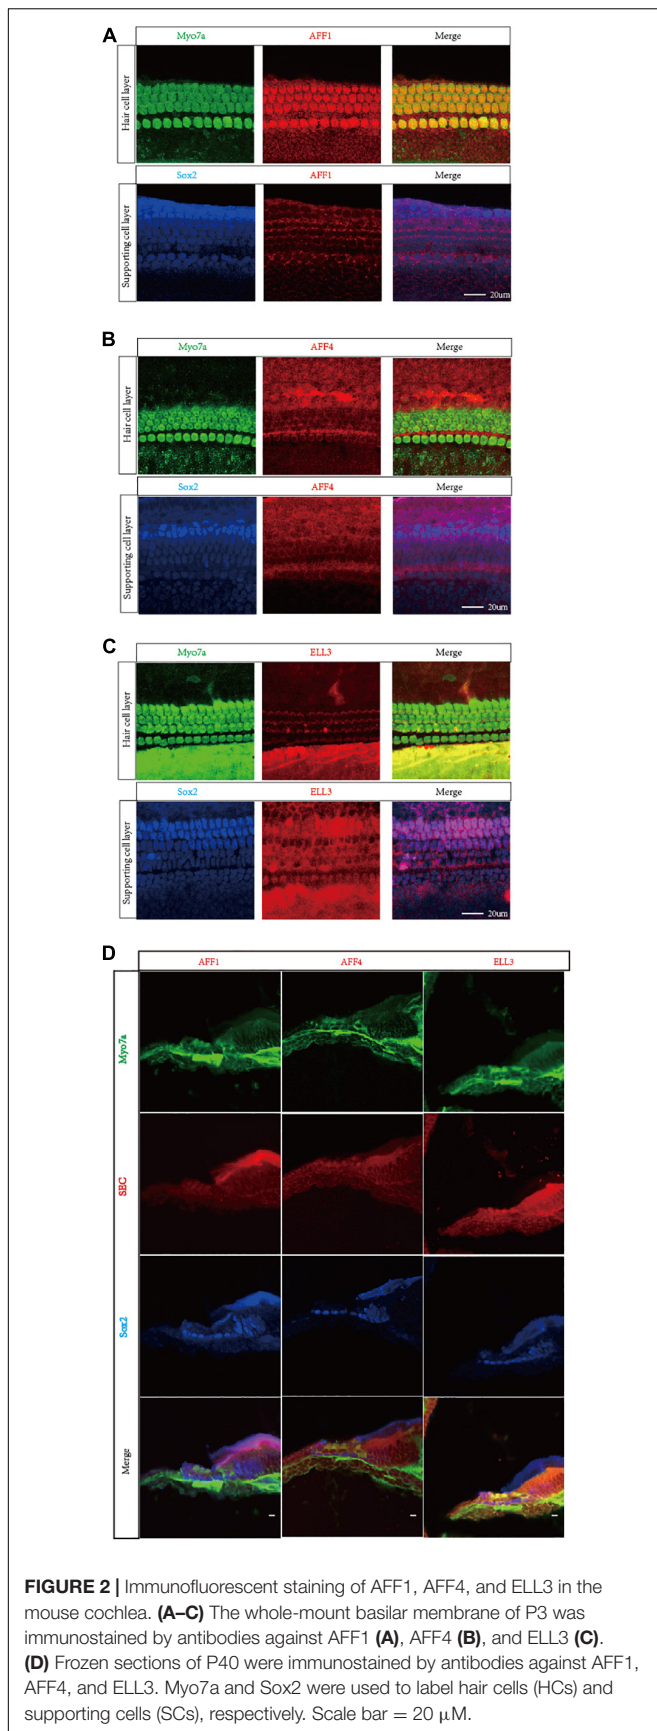 A
Myo7a AFF1 Merge
Hair cell layer
Sox2 AFF1 Merge
Supporting cell layer
20um
B
Myo7a AFF4 Merge
Hair cell layer
Sox2 AFF4 Merge
Supporting cell layer
20um
C
Myo7a ELL3 Merge
Hair cell layer
Sox2 ELL3 Merge
Supporting cell layer
20um
D
AFF1 AFF4 ELL3
Myo7a
SEC
Sox2
Merge
FIGURE 2 | Immunofluorescent staining of AFF1, AFF4, and ELL3 in the
mouse cochlea. (A–C) The whole-mount basilar membrane of P3 was
immunostained by antibodies against AFF1 (A), AFF4 (B), and ELL3 (C).
(D) Frozen sections of P40 were immunostained by antibodies against AFF1,
AFF4, and ELL3. Myo7a and Sox2 were used to label hair cells (HCs) and
supporting cells (SCs), respectively. Scale bar = 20 μM.